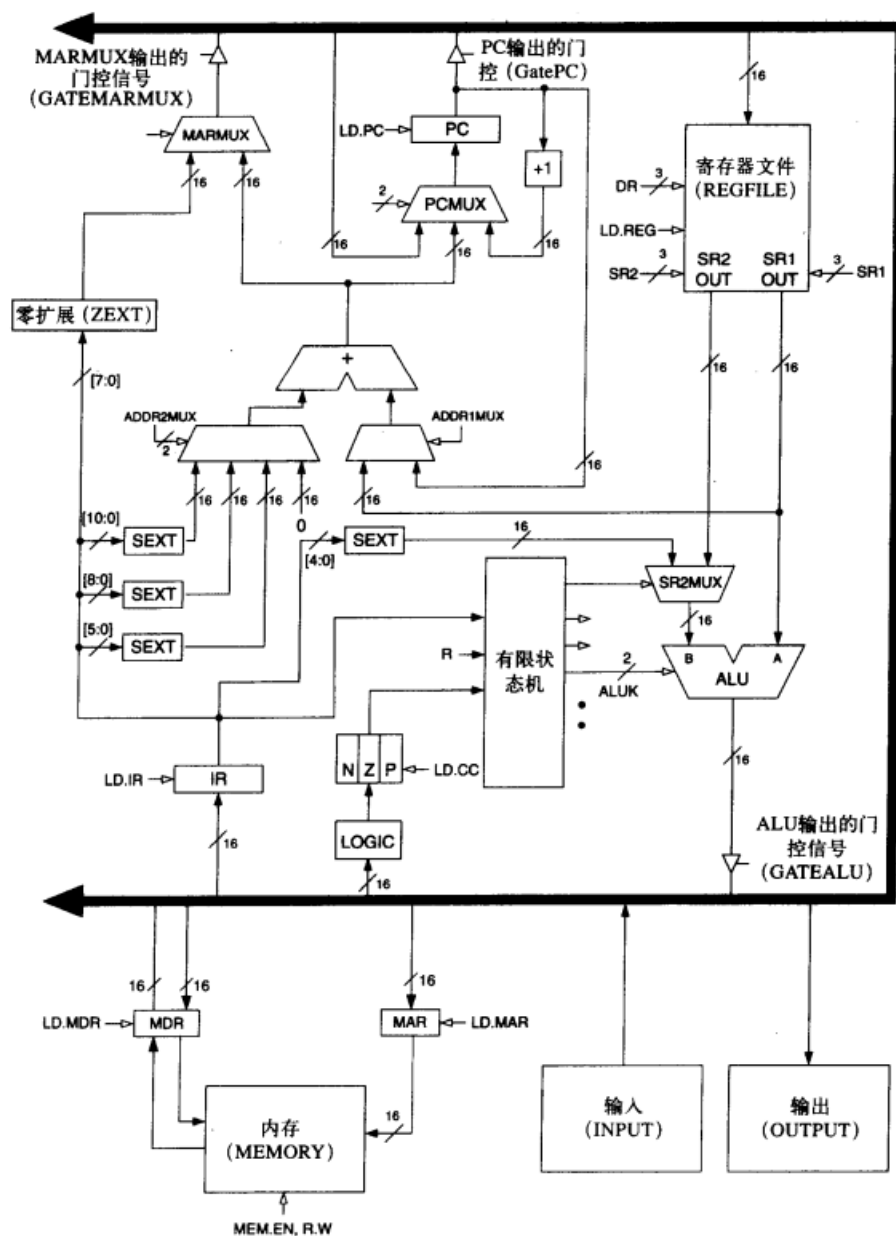 MARMUX输出的
门控信号
(GATEMARMUX)
PC输出的门
控(GatePC)
16
MARMUX
LD.PC
PC
+1
寄存器文件
(REGFILE)
DR
3
LD.REG
16
16
2
PCMUX
16
16
16
SR2
3
SR2
OUT
SR1
OUT
3
SR1
零扩展(ZEXT)
[7:0]
+
16
16
ADDR2MUX
2
ADDR1MUX
16
16
16
16
0
16
16
[10:0]
SEXT
[4:0]
SEXT
16
[8:0]
SEXT
SR2MUX
16
[5:0]
SEXT
R
有限状
态机
2
ALUK
B
A
ALU
N
Z
P
LD.CC
LD.IR
IR
16
LOGIC
16
16
ALU输出的门
控信号
(GATEALU)
16
16
16
LD.MDR
MDR
MAR
LD.MAR
内存
(MEMORY)
16
输入
(INPUT)
输出
(OUTPUT)
MEM.EN, R.W